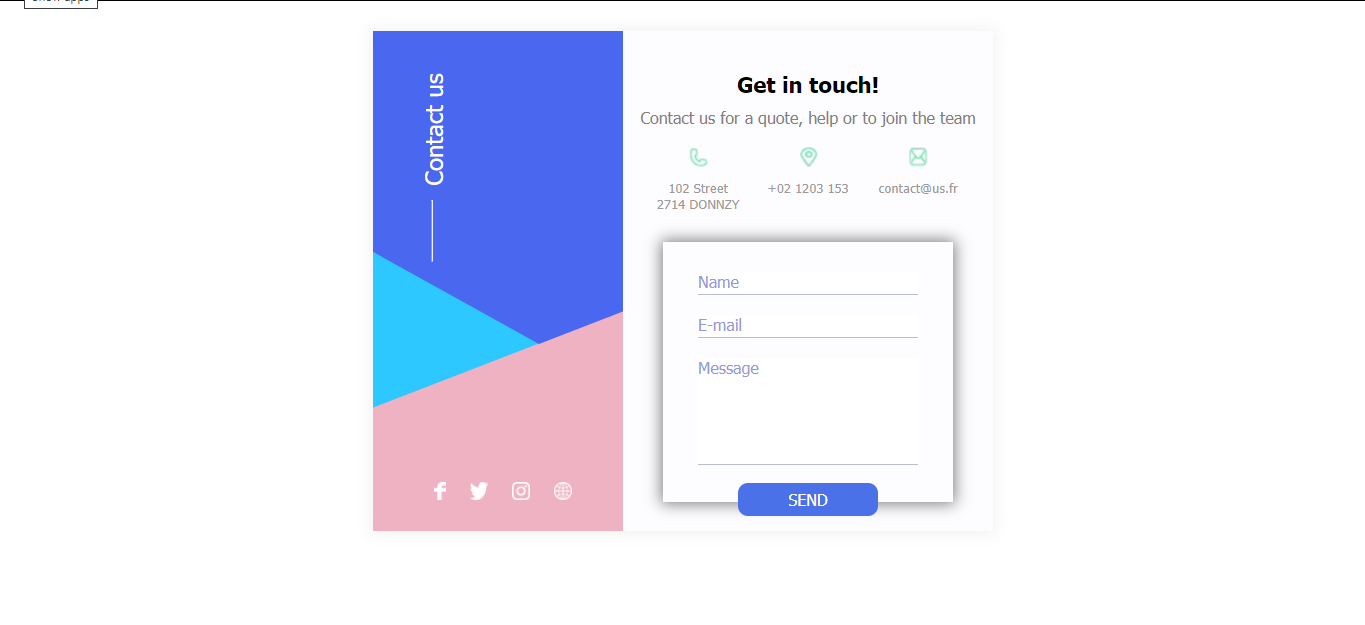 Contact us
Get in touch!
Contact us for a quote, help or to join the team
102 Street
2714 DONNZY
+02 1203 153
contact@us.fr
Name
E-mail
Message
SEND